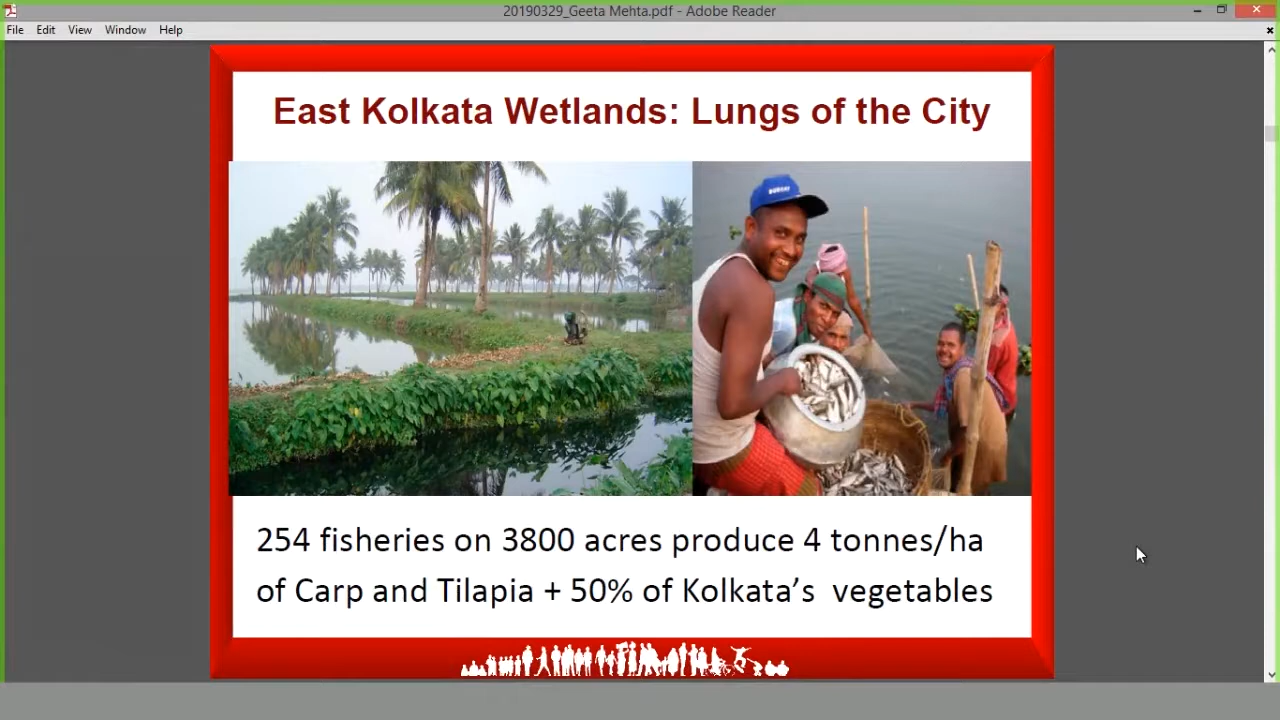 20190329_Geeta Mehta.pdf - Adobe Reader
File Edit View Window Help
East Kolkata Wetlands: Lungs of the City
254 fisheries on 3800 acres produce 4 tonnes/ha
of Carp and Tilapia + 50% of Kolkata’s vegetables